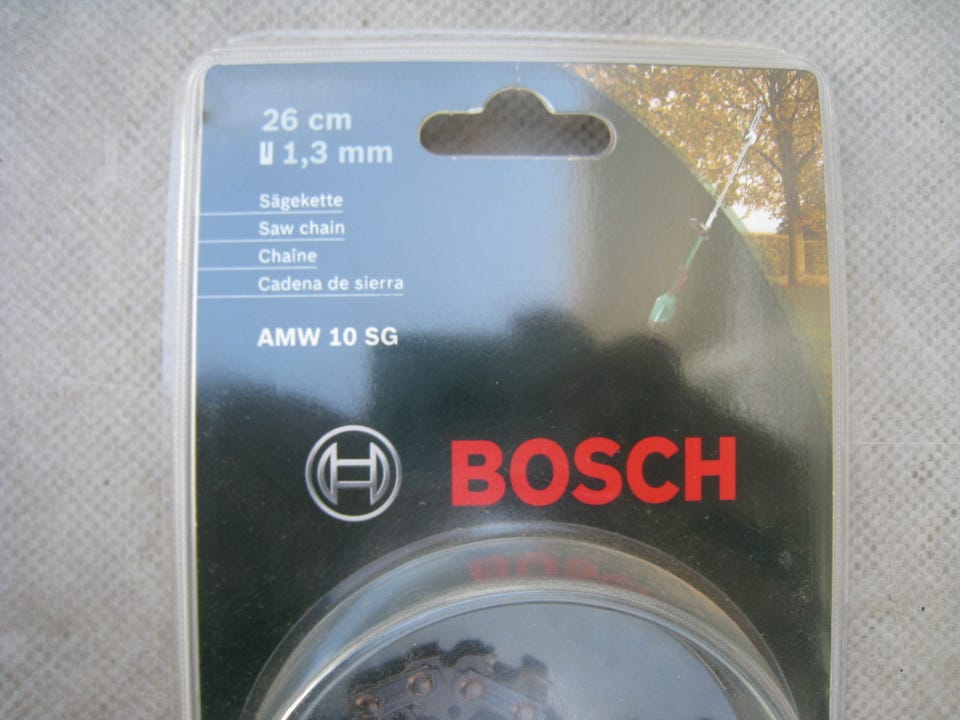 26 cm
1,3 mm
Sägekette
Saw chain
Chaîne
Cadena de sierra
AMW 10 SG
BOSCH